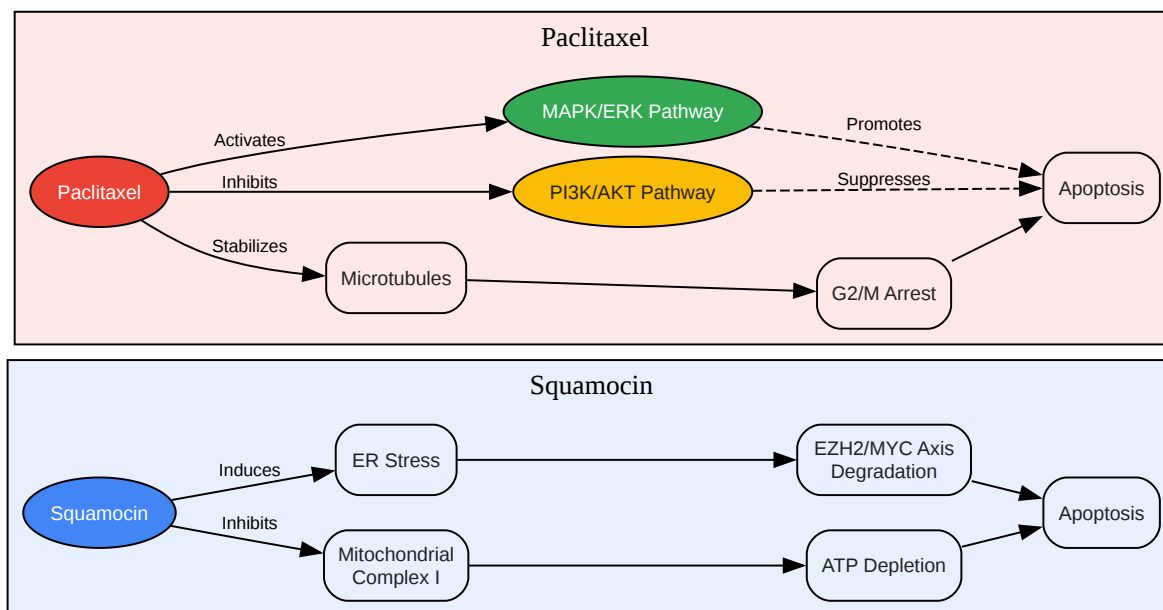 Paclitaxel
MAPK/ERK Pathway
Activates
Promotes
Paclitaxel
Inhibits
PI3K/AKT Pathway
Suppresses
Apoptosis
Stabilizes
Microtubules
G2/M Arrest
Squamocin
ER Stress
EZH2/MYC Axis
Degradation
Induces
Squamocin
Apoptosis
Inhibits
Mitochondrial
Complex I
ATP Depletion